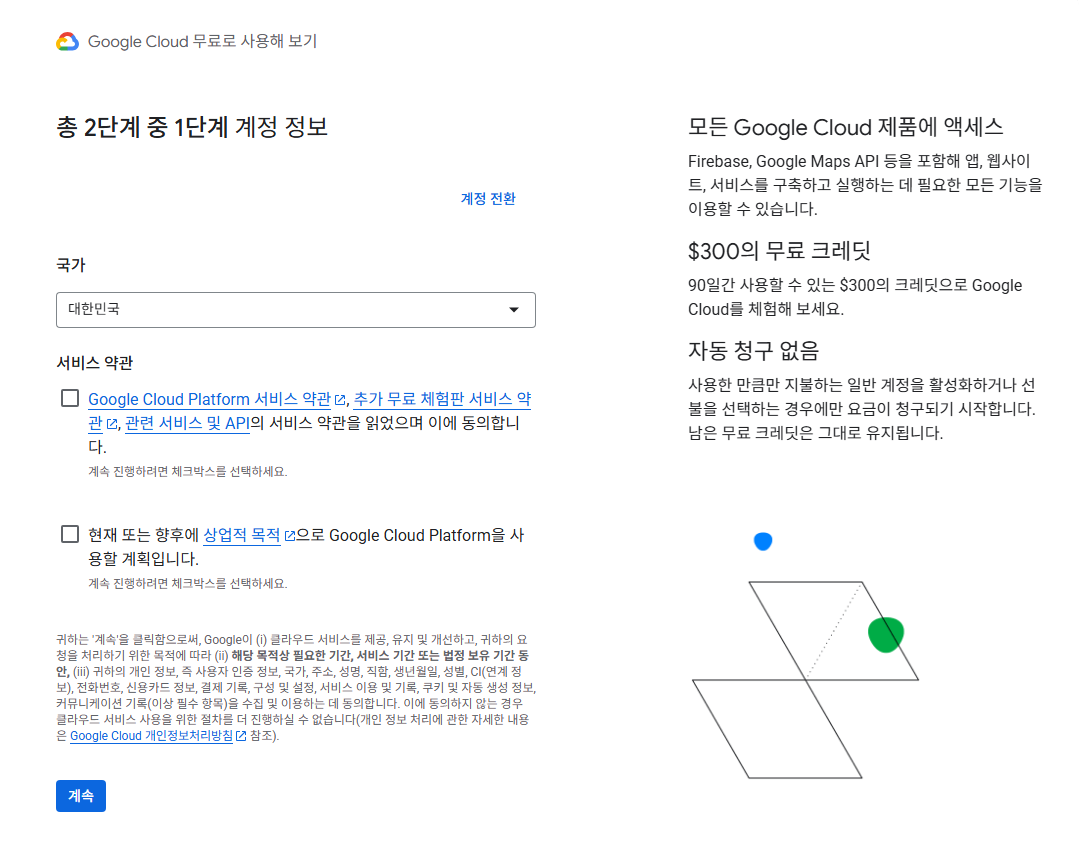 Google Cloud 무료로 사용해 보기
총 2단계 중 1단계 계정 정보
계정 전환
국가
대한민국
서비스 약관
Google Cloud Platform 서비스 약관, 추가 무료 체험판 서비스 약
관, 관련 서비스 및 API의 서비스 약관을 읽었으며 이에 동의합니
다.
계속 진행하려면 체크박스를 선택하세요.
현재 또는 향후에 상업적 목적으로 Google Cloud Platform을 사
용할 계획입니다.
계속 진행하려면 체크박스를 선택하세요.
귀하는 '계속'을 클릭함으로써, Google이 (i) 클라우드 서비스를 제공, 유지 및 개선하고, 귀하의 요
청을 처리하기 위한 목적에 따라 (ii) 해당 목적상 필요한 기간, 서비스 기간 또는 법정 보유 기간 동
안, (iii) 귀하의 개인 정보, 즉 사용자 인증 정보, 국가, 주소, 성명, 직함, 생년월일, 성별, CI(연계 정
보), 전화번호, 신용카드 정보, 결제 기록, 구성 및 설정, 서비스 이용 및 기록, 쿠키 및 자동 생성 정보,
커뮤니케이션 기록(이상 필수 항목)을 수집 및 이용하는 데 동의합니다. 이에 동의하지 않는 경우
클라우드 서비스 사용을 위한 절차를 더 진행하실 수 없습니다(개인 정보 처리에 관한 자세한 내용
은 Google Cloud 개인정보처리방침 참조).
계속
모든 Google Cloud 제품에 액세스
Firebase, Google Maps API 등을 포함해 앱, 웹사이
트, 서비스를 구축하고 실행하는 데 필요한 모든 기능을
이용할 수 있습니다.
$300의 무료 크레딧
90일간 사용할 수 있는 $300의 크레딧으로 Google
Cloud를 체험해 보세요.
자동 청구 없음
사용한 만큼만 지불하는 일반 계정을 활성화하거나 선
불을 선택하는 경우에만 요금이 청구되기 시작합니다.
남은 무료 크레딧은 그대로 유지됩니다.